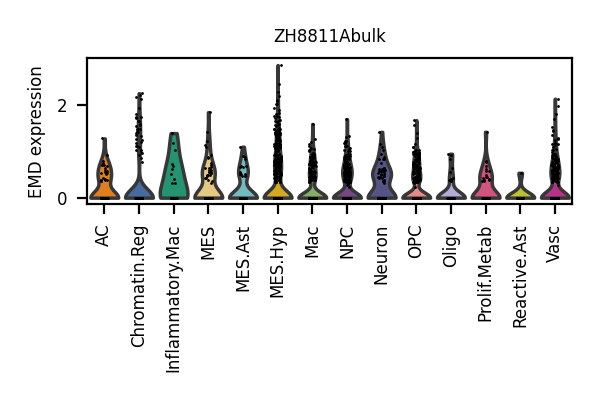 ZH8811Abulk
EMD expression
2
0
AC
Chromatin.Reg
Inflammatory.Mac
MES
MES.Ast
MES.Hyp
Mac
NPC
Neuron
OPC
Oligo
Prolif.Metab
Reactive.Ast
Vasc